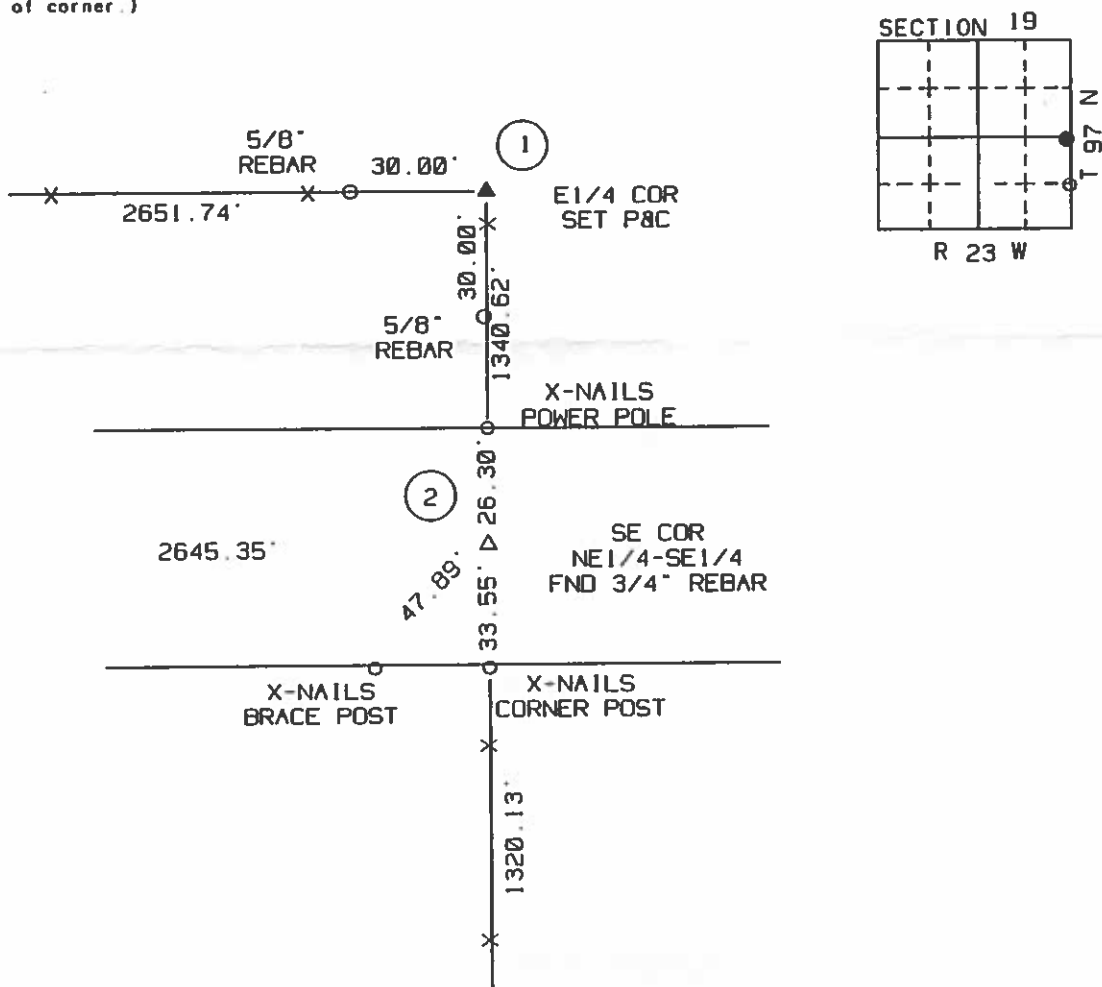 of corner.)
SECTION 19
T 97 N
R 23 W
5/8"
REBAR
30.00'
1
2651.74'
E1/4 COR
SET P&C
30.00'
1340.62'
5/8"
REBAR
X-NAILS
POWER POLE
2
26.30'
2645.35'
47.89'
33.55'
SE COR
NE1/4-SE1/4
FND 3/4" REBAR
X-NAILS
BRACE POST
X-NAILS
CORNER POST
1320.13'